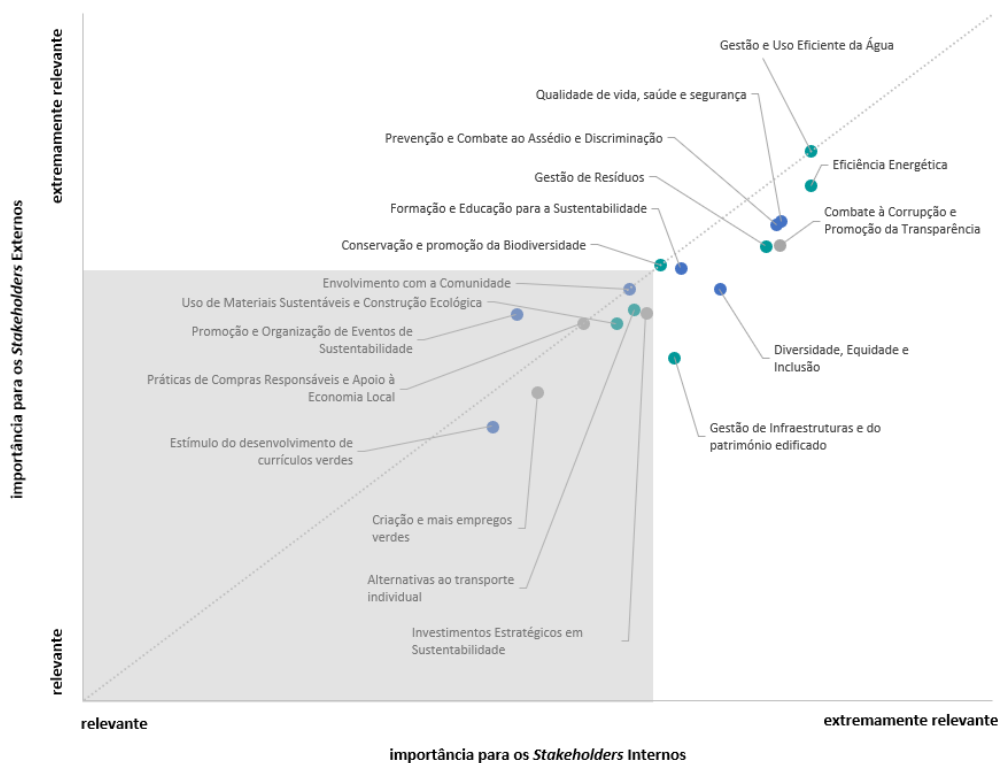 extremamente relevante
importância para os Stakeholders Externos
relevante
Gestão e Uso Eficiente da Água
Qualidade de vida, saúde e segurança
Prevenção e Combate ao Assédio e Discriminação
Eficiência Energética
Gestão de Resíduos
Formação e Educação para a Sustentabilidade
Combate à Corrupção e
Promoção da Transparência
Conservação e promoção da Biodiversidade
Envolvimento com a Comunidade
Uso de Materiais Sustentáveis e Construção Ecológica
Promoção e Organização de Eventos de
Sustentabilidade
Diversidade, Equidade e
Inclusão
Práticas de Compras Responsáveis e Apoio à
Economia Local
Gestão de Infraestruturas e do
património edificado
Estímulo do desenvolvimento de
currículos verdes
Criação e mais empregos
verdes
Alternativas ao transporte
individual
Investimentos Estratégicos em
Sustentabilidade
relevante
extremamente relevante
importância para os Stakeholders Internos